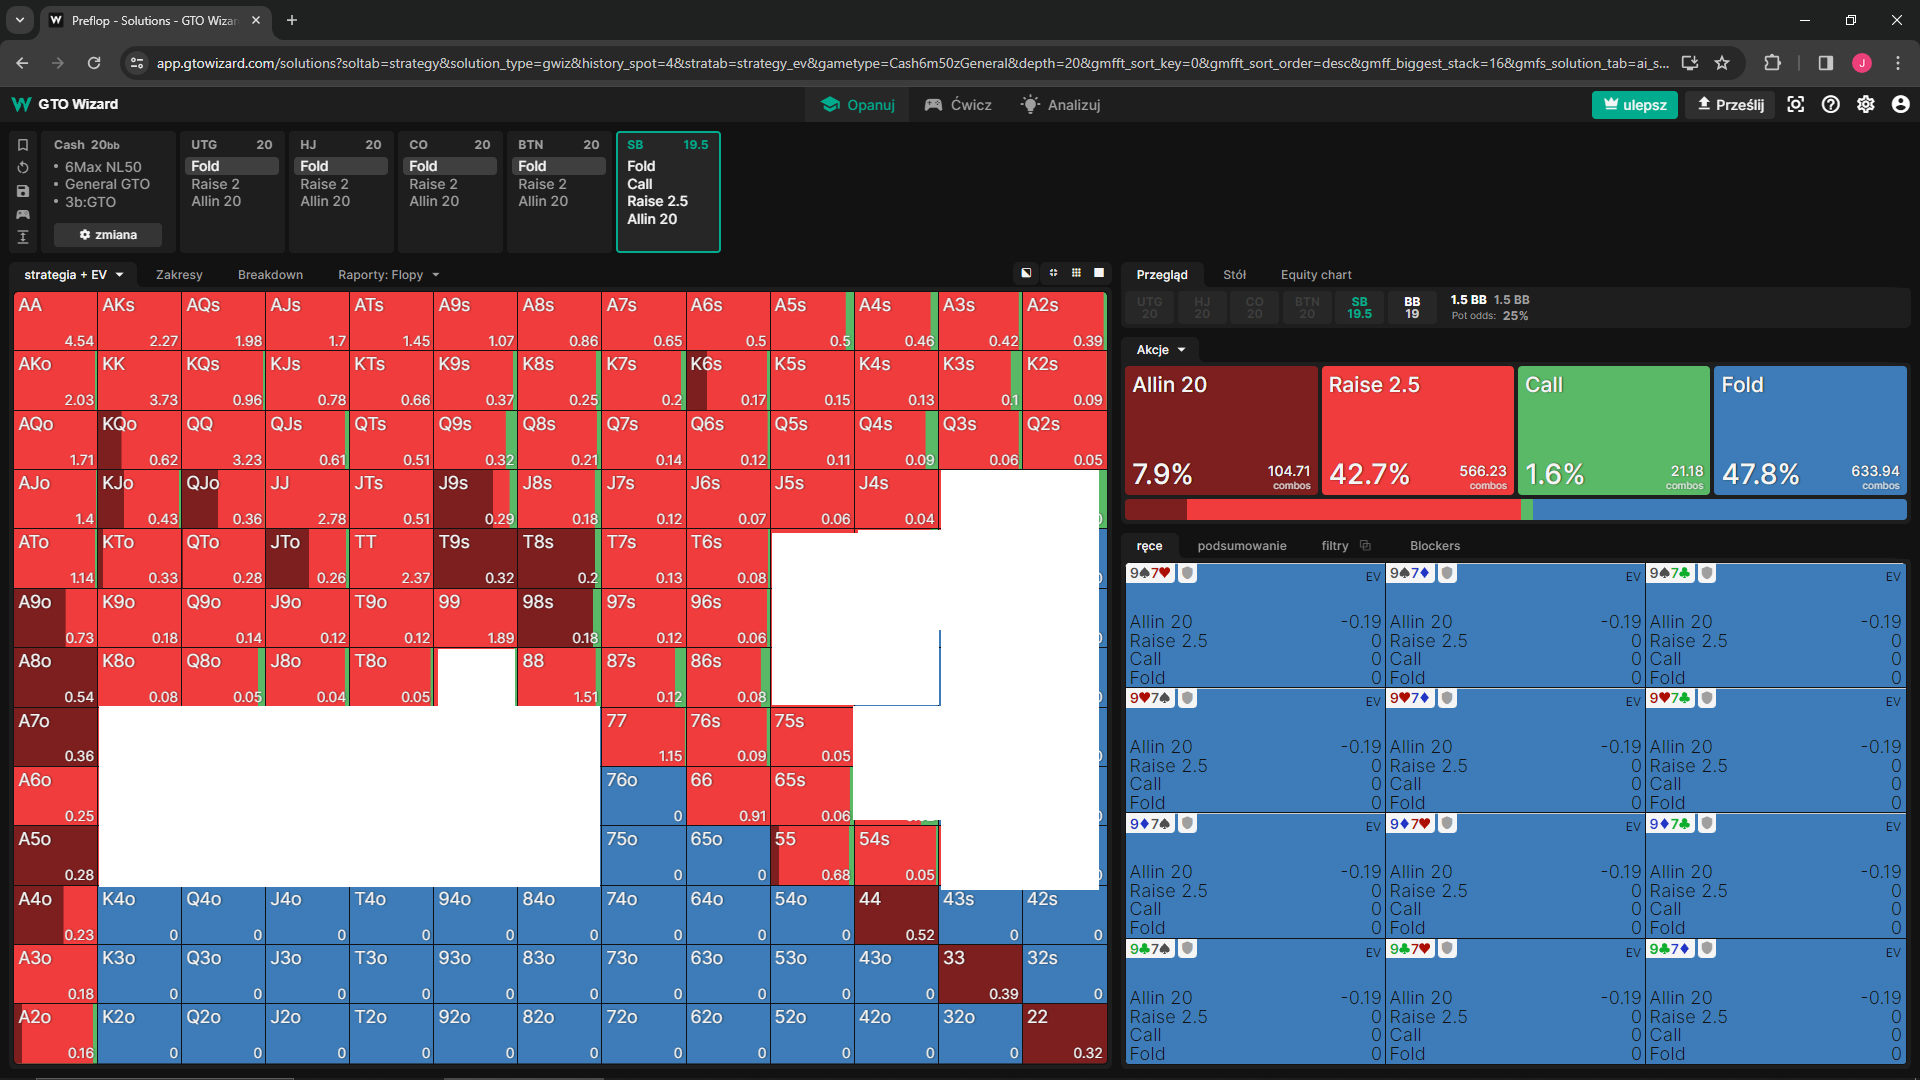 Preflop - Solutions - GTO Wizar
app.gtowizard.com/solutions?soltab=strategy&solution_type=gwiz&history_spot=4&stratab=strategy_ev&gametype=Cash6m50zGeneral&depth=20&gmfft_sort_key=0&gmfft_sort_order=desc&gmff_biggest_stack=16&gmfs_solution_tab=ai_s...
J
GTO Wizard
Opanuj Ćwicz Analizuj
ulepsz Prześlij
Cash 20bb
• 6Max NL50
• General GTO
• 3b:GTO
zmiana
UTG 20
Fold
Raise 2
Allin 20
HJ 20
Fold
Raise 2
Allin 20
CO 20
Fold
Raise 2
Allin 20
BTN 20
Fold
Raise 2
Allin 20
SB 19.5
Fold
Call
Raise 2.5
Allin 20
strategia + EV Zakresy Breakdown Raporty: Flopy
AA AKs AQs AJs ATs A9s A8s A7s A6s A5s A4s A3s A2s
4.54 2.27 1.98 1.7 1.45 1.07 0.86 0.65 0.5 0.5 0.46 0.42 0.39
AKo KK KQs KJs KTs K9s K8s K7s K6s K5s K4s K3s K2s
2.03 3.73 0.96 0.78 0.66 0.37 0.25 0.2 0.17 0.15 0.13 0.1 0.09
AQo KQo QQ QJs QTs Q9s Q8s Q7s Q6s Q5s Q4s Q3s Q2s
1.71 0.62 3.23 0.61 0.51 0.32 0.21 0.14 0.12 0.11 0.09 0.06 0.05
AJo KJo QJo JJ JTs J9s J8s J7s J6s J5s J4s
1.4 0.43 0.36 2.78 0.51 0.29 0.18 0.12 0.07 0.06 0.04
ATo KTo QTo JTo TT T9s T8s T7s T6s
1.14 0.33 0.28 0.26 2.37 0.32 0.2 0.13 0.08
A9o K9o Q9o J9o T9o 99 98s 97s 96s
0.73 0.18 0.14 0.12 0.12 1.89 0.18 0.12 0.06
A8o K8o Q8o J8o T8o 88 87s 86s
0.54 0.08 0.05 0.04 0.05 1.51 0.12 0.08
A7o 77 76s 75s
0.36 1.15 0.09 0.05
A6o 76o 66 65s
0.25 0 0.91 0.06
A5o 75o 65o 55 54s
0.28 0 0 0.68 0.05
A4o K4o Q4o J4o T4o 94o 84o 74o 64o 54o 44 43s 42s
0.23 0 0 0 0 0 0 0 0 0 0.52 0 0
A3o K3o Q3o J3o T3o 93o 83o 73o 63o 53o 43o 33 32s
0.18 0 0 0 0 0 0 0 0 0 0 0.39 0
A2o K2o Q2o J2o T2o 92o 82o 72o 62o 52o 42o 32o 22
0.16 0 0 0 0 0 0 0 0 0 0 0 0.32
Przegląd Stół Equity chart
UTG HJ CO BTN SB BB
20 20 20 20 19.5 19
1.5 BB 1.5 BB
Pot odds: 25%
Akcje
Allin 20 Raise 2.5 Call Fold
7.9% 104.71 combos 42.7% 566.23 combos 1.6% 21.18 combos 47.8% 633.94 combos
ręce podsumowanie filtry Blockers
9♠7♥ EV 9♠7♦ EV 9♠7♣ EV
Allin 20 -0.19 Allin 20 -0.19 Allin 20 -0.19
Raise 2.5 0 Raise 2.5 0 Raise 2.5 0
Call 0 Call 0 Call 0
Fold 0 Fold 0 Fold 0
9♥7♠ EV 9♥7♦ EV 9♥7♣ EV
Allin 20 -0.19 Allin 20 -0.19 Allin 20 -0.19
Raise 2.5 0 Raise 2.5 0 Raise 2.5 0
Call 0 Call 0 Call 0
Fold 0 Fold 0 Fold 0
9♦7♠ EV 9♦7♥ EV 9♦7♣ EV
Allin 20 -0.19 Allin 20 -0.19 Allin 20 -0.19
Raise 2.5 0 Raise 2.5 0 Raise 2.5 0
Call 0 Call 0 Call 0
Fold 0 Fold 0 Fold 0
9♣7♠ EV 9♣7♥ EV 9♣7♦ EV
Allin 20 -0.19 Allin 20 -0.19 Allin 20 -0.19
Raise 2.5 0 Raise 2.5 0 Raise 2.5 0
Call 0 Call 0 Call 0
Fold 0 Fold 0 Fold 0